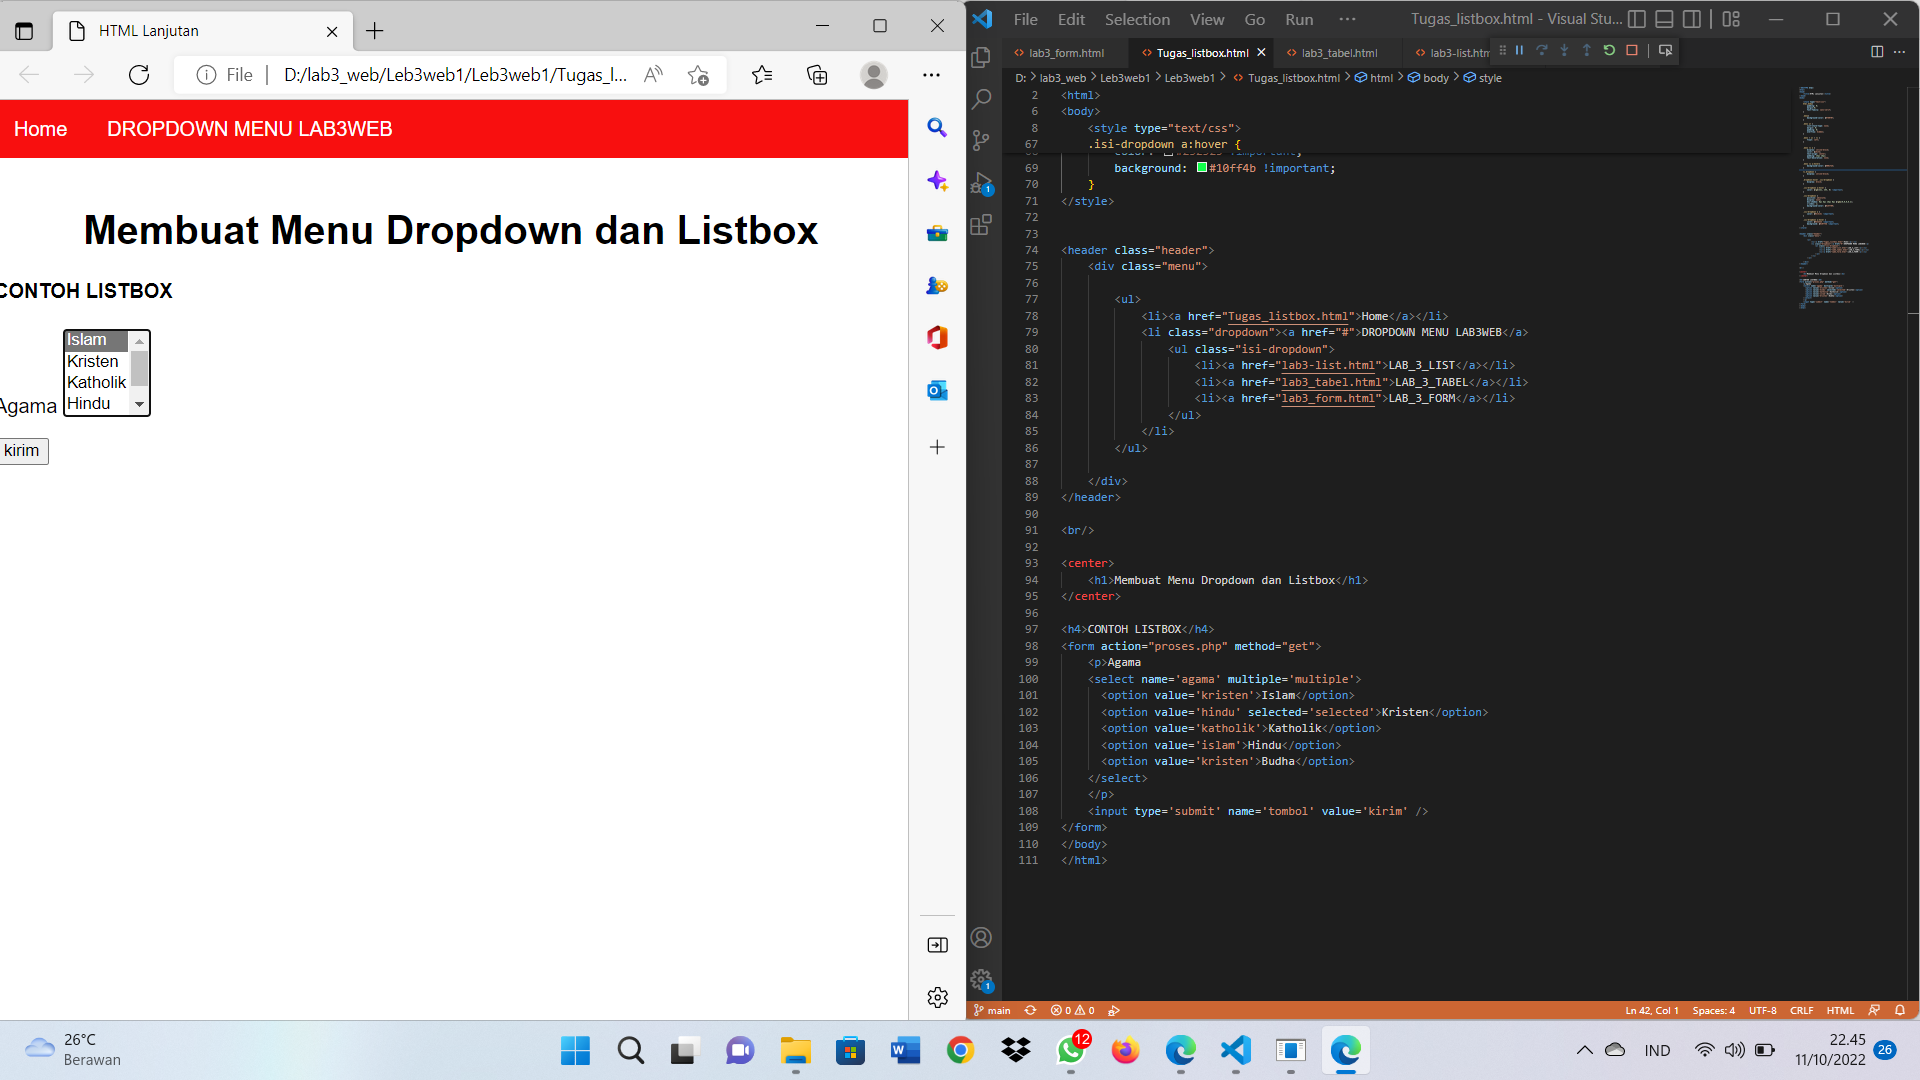 HTML Lanjutan
File
D:/lab3_web/Leb3web1/Leb3web1/Tugas_l...
Home
DROPDOWN MENU LAB3WEB
Membuat Menu Dropdown dan Listbox
CONTOH LISTBOX
Agama
Islam
Kristen
Katholik
Hindu
kirim
File Edit Selection View Go Run ...
Tugas_listbox.html - Visual Stu...
lab3_form.html
Tugas_listbox.html
lab3_tabel.html
lab3-list.htm
D: > lab3_web > Leb3web1 > Leb3web1 > Tugas_listbox.html > html > body > style
2 <html>
6 <body>
8 <style type="text/css">
67 .isi-dropdown a:hover {
69 background: #10ff4b !important;
70 }
71 </style>
72
73
74 <header class="header">
75 <div class="menu">
76
77 <ul>
78 <li><a href="Tugas_listbox.html">Home</a></li>
79 <li class="dropdown"><a href="#">DROPDOWN MENU LAB3WEB</a>
80 <ul class="isi-dropdown">
81 <li><a href="lab3-list.html">LAB_3_LIST</a></li>
82 <li><a href="lab3_tabel.html">LAB_3_TABEL</a></li>
83 <li><a href="lab3_form.html">LAB_3_FORM</a></li>
84 </ul>
85 </li>
86 </ul>
87
88 </div>
89 </header>
90
91 <br/>
92
93 <center>
94 <h1>Membuat Menu Dropdown dan Listbox</h1>
95 </center>
96
97 <h4>CONTOH LISTBOX</h4>
98 <form action="proses.php" method="get">
99 <p>Agama
100 <select name='agama' multiple='multiple'>
101 <option value='kristen'>Islam</option>
102 <option value='hindu' selected='selected'>Kristen</option>
103 <option value='katholik'>Katholik</option>
104 <option value='islam'>Hindu</option>
105 <option value='kristen'>Budha</option>
106 </select>
107 </p>
108 <input type='submit' name='tombol' value='kirim' />
109 </form>
110 </body>
111 </html>
1
1
main
0 0
Ln 42, Col 1 Spaces: 4 UTF-8 CRLF HTML
26°C
Berawan
12
IND
22.45
11/10/2022
26